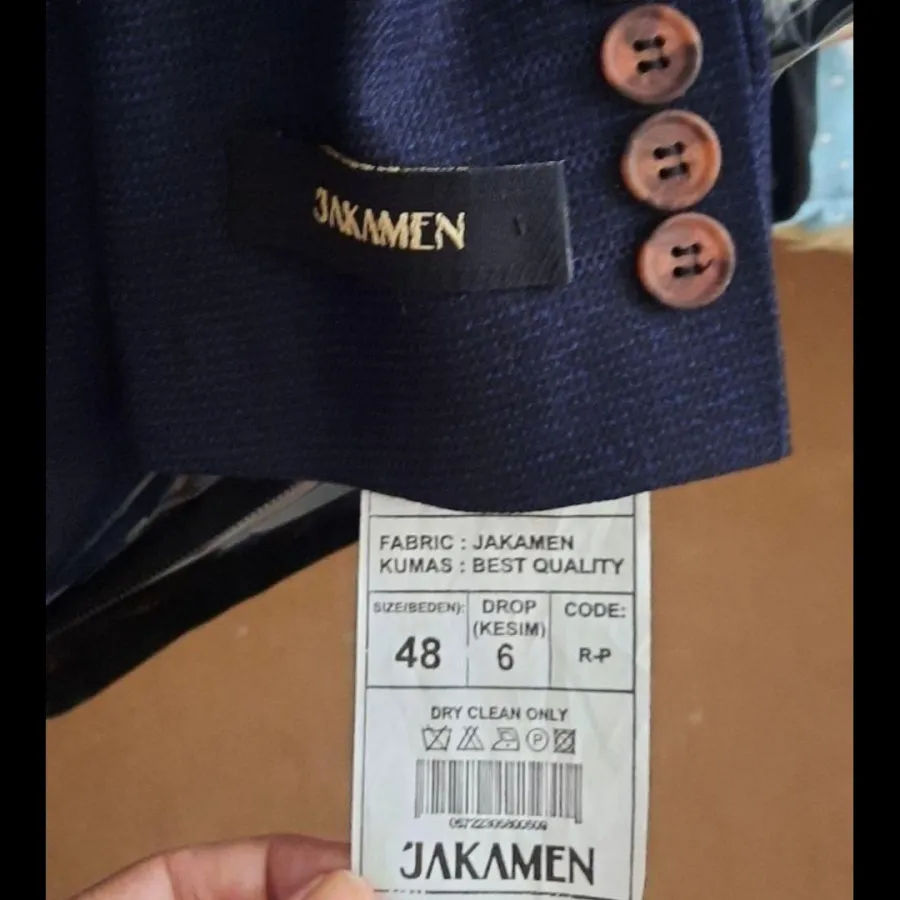 JAKAMEN
FABRIC : JAKAMEN
KUMAS : BEST QUALITY
SIZE(BEDEN): DROP (KESIM) CODE:
48 6 R-P
DRY CLEAN ONLY
P
JAKAMEN